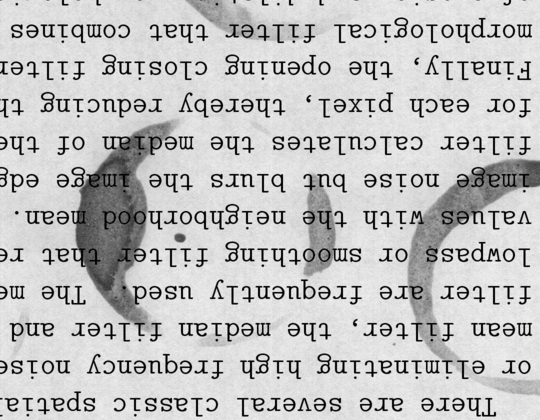 There are several classic spatial
or eliminating high frequency noise
mean filter, the median filter and
filter are frequently used. The me
lowpass or smoothing filter that re
values with the neighborhood mean.
image noise but blurs the image edg
filter calculates the median of the
for each pixel, thereby reducing th
Finally, the opening closing filter
morphological filter that combines